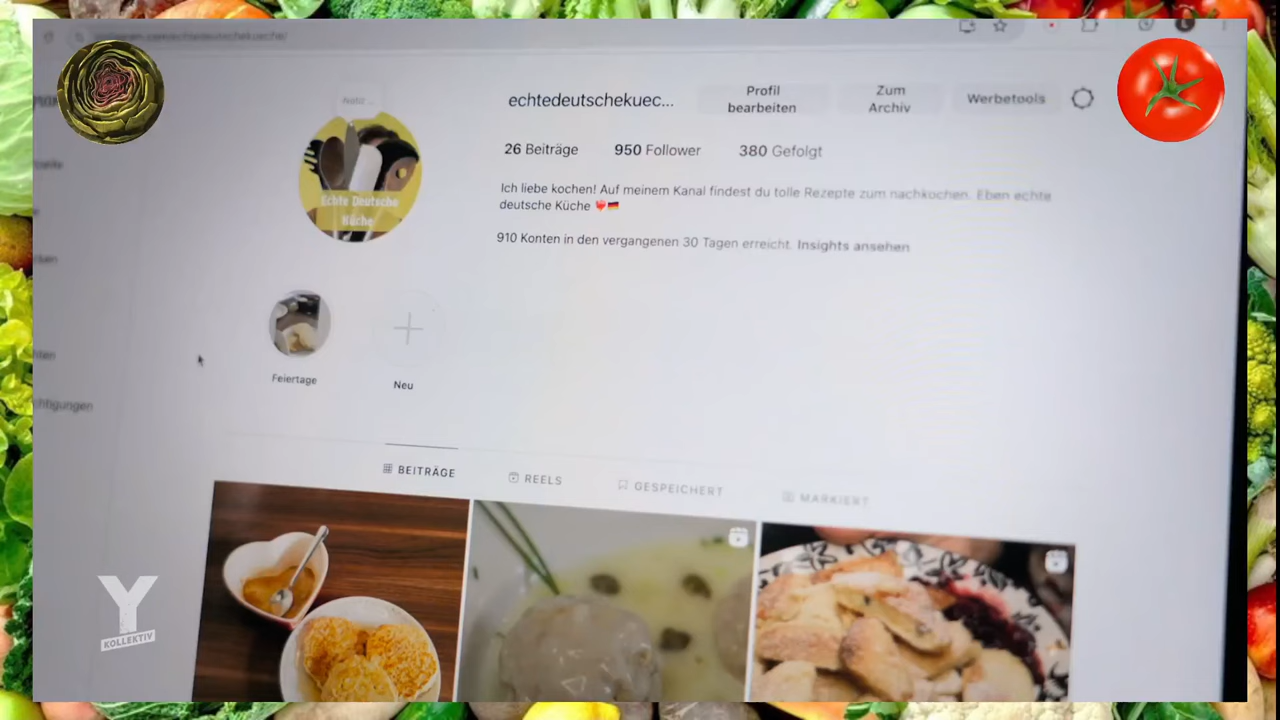 Notiz ...
echtedeutschekuec...
Profil bearbeiten
Zum Archiv
Werbetools
26 Beiträge 950 Follower 380 Gefolgt
Echte Deutsche
Küche
Ich liebe kochen! Auf meinem Kanal findest du tolle Rezepte zum nachkochen. Eben echte
deutsche Küche ❤️‍🔥🇩🇪
910 Konten in den vergangenen 30 Tagen erreicht. Insights ansehen
Feiertage
Neu
BEITRÄGE
REELS
GESPEICHERT
MARKIERT
Y
KOLLEKTIV